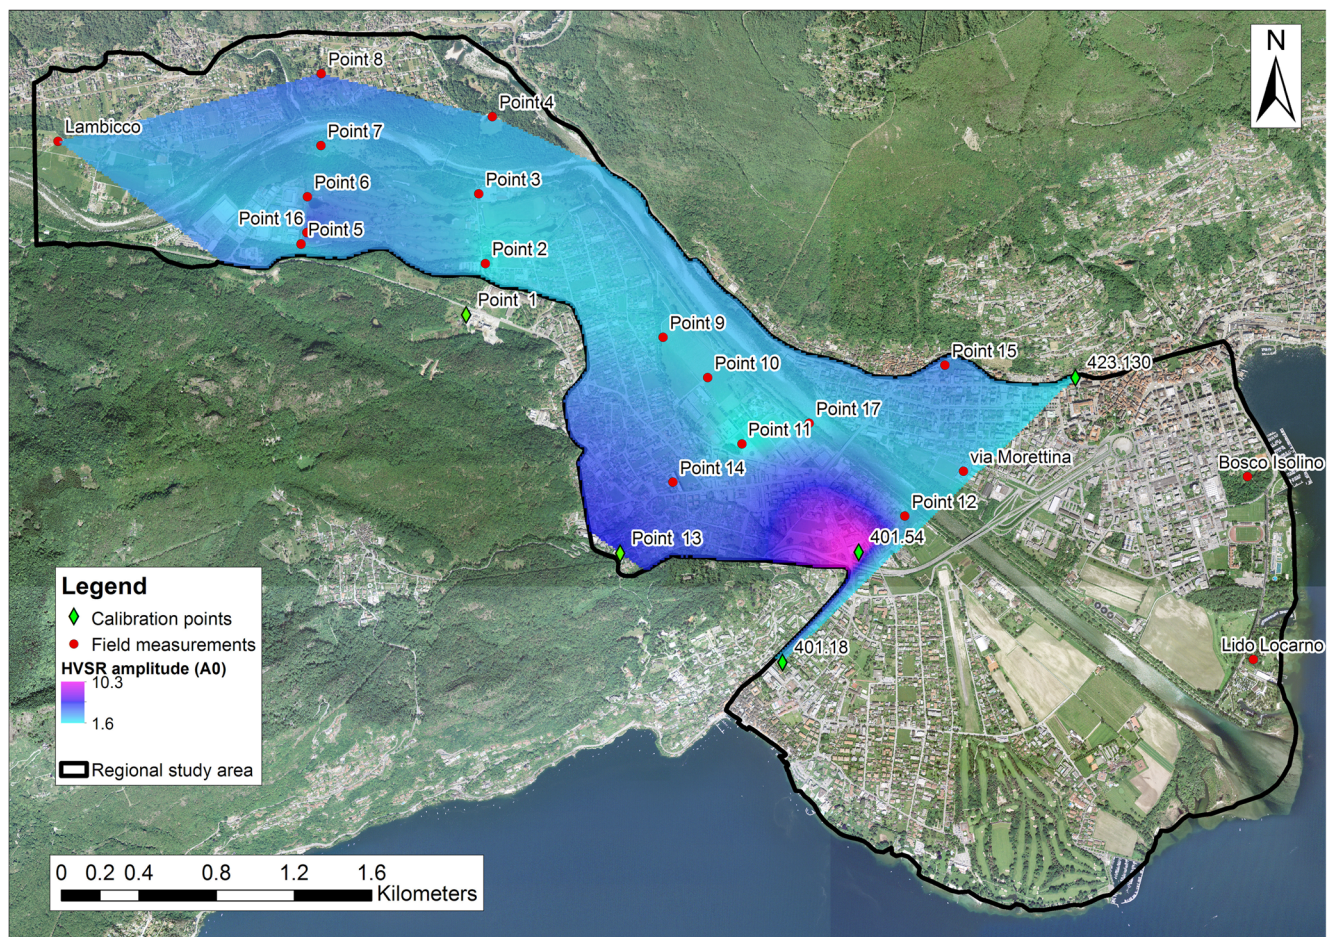 N
Point 8
Point 4
Lambicco
Point 7
Point 6
Point 3
Point 16
Point 5
Point 2
Point 1
Point 9
Point 15
423.130
Point 10
Point 17
Point 11
via Morettina
Bosco Isolino
Point 14
Point 12
Point 13
401.54
401.18
Lido Locarno
Legend
Calibration points
Field measurements
HVSR amplitude (A0)
10.3
1.6
Regional study area
0 0.2 0.4 0.8 1.2 1.6
Kilometers